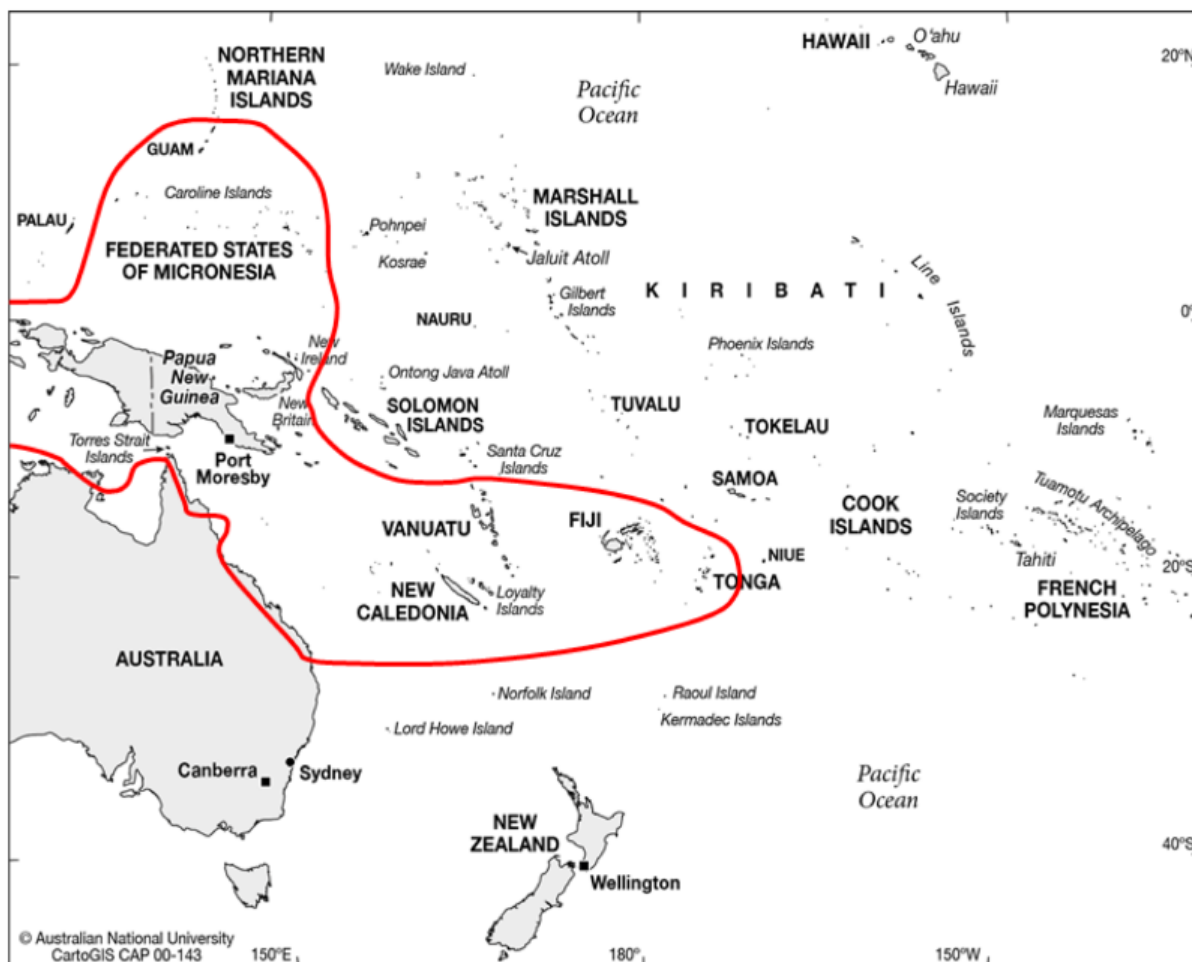 HAWAII
O'ahu
Hawaii
20°N
NORTHERN
MARIANA
ISLANDS
Wake Island
Pacific
Ocean
GUAM
Caroline Islands
PALAU
FEDERATED STATES
OF MICRONESIA
Pohnpei
Kosrae
MARSHALL
ISLANDS
Jaluit Atoll
Gilbert
Islands
KIRIBATI
Line Islands
NAURU
0°
Phoenix Islands
Papua
New
Guinea
New
Ireland
New
Britain
Ontong Java Atoll
SOLOMON
ISLANDS
TUVALU
TOKELAU
Marquesas
Islands
Torres Strait
Islands
Port
Moresby
Santa Cruz
Islands
SAMOA
COOK
ISLANDS
Society
Islands
Tuamotu Archipelago
VANUATU
FIJI
NIUE
TONGA
Tahiti
20°S
NEW
CALEDONIA
Loyalty
Islands
FRENCH
POLYNESIA
AUSTRALIA
Norfolk Island
Raoul Island
Lord Howe Island
Kermadec Islands
Canberra
Sydney
Pacific
Ocean
NEW
ZEALAND
Wellington
40°S
© Australian National University
CartoGIS CAP 00-143
150°E
180°
150°W